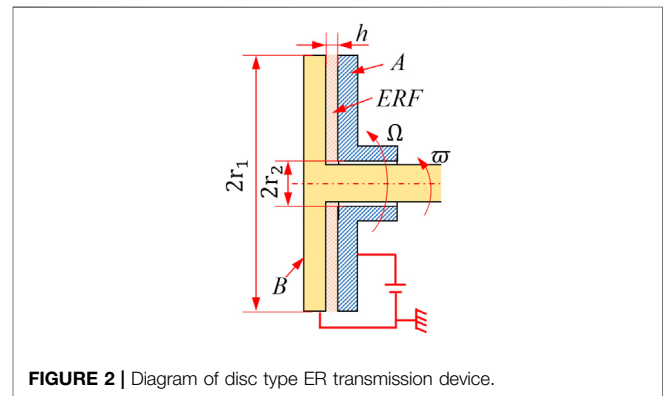 h
A
ERF
Ω
ϖ
2r₁
2r₂
B
FIGURE 2 | Diagram of disc type ER transmission device.